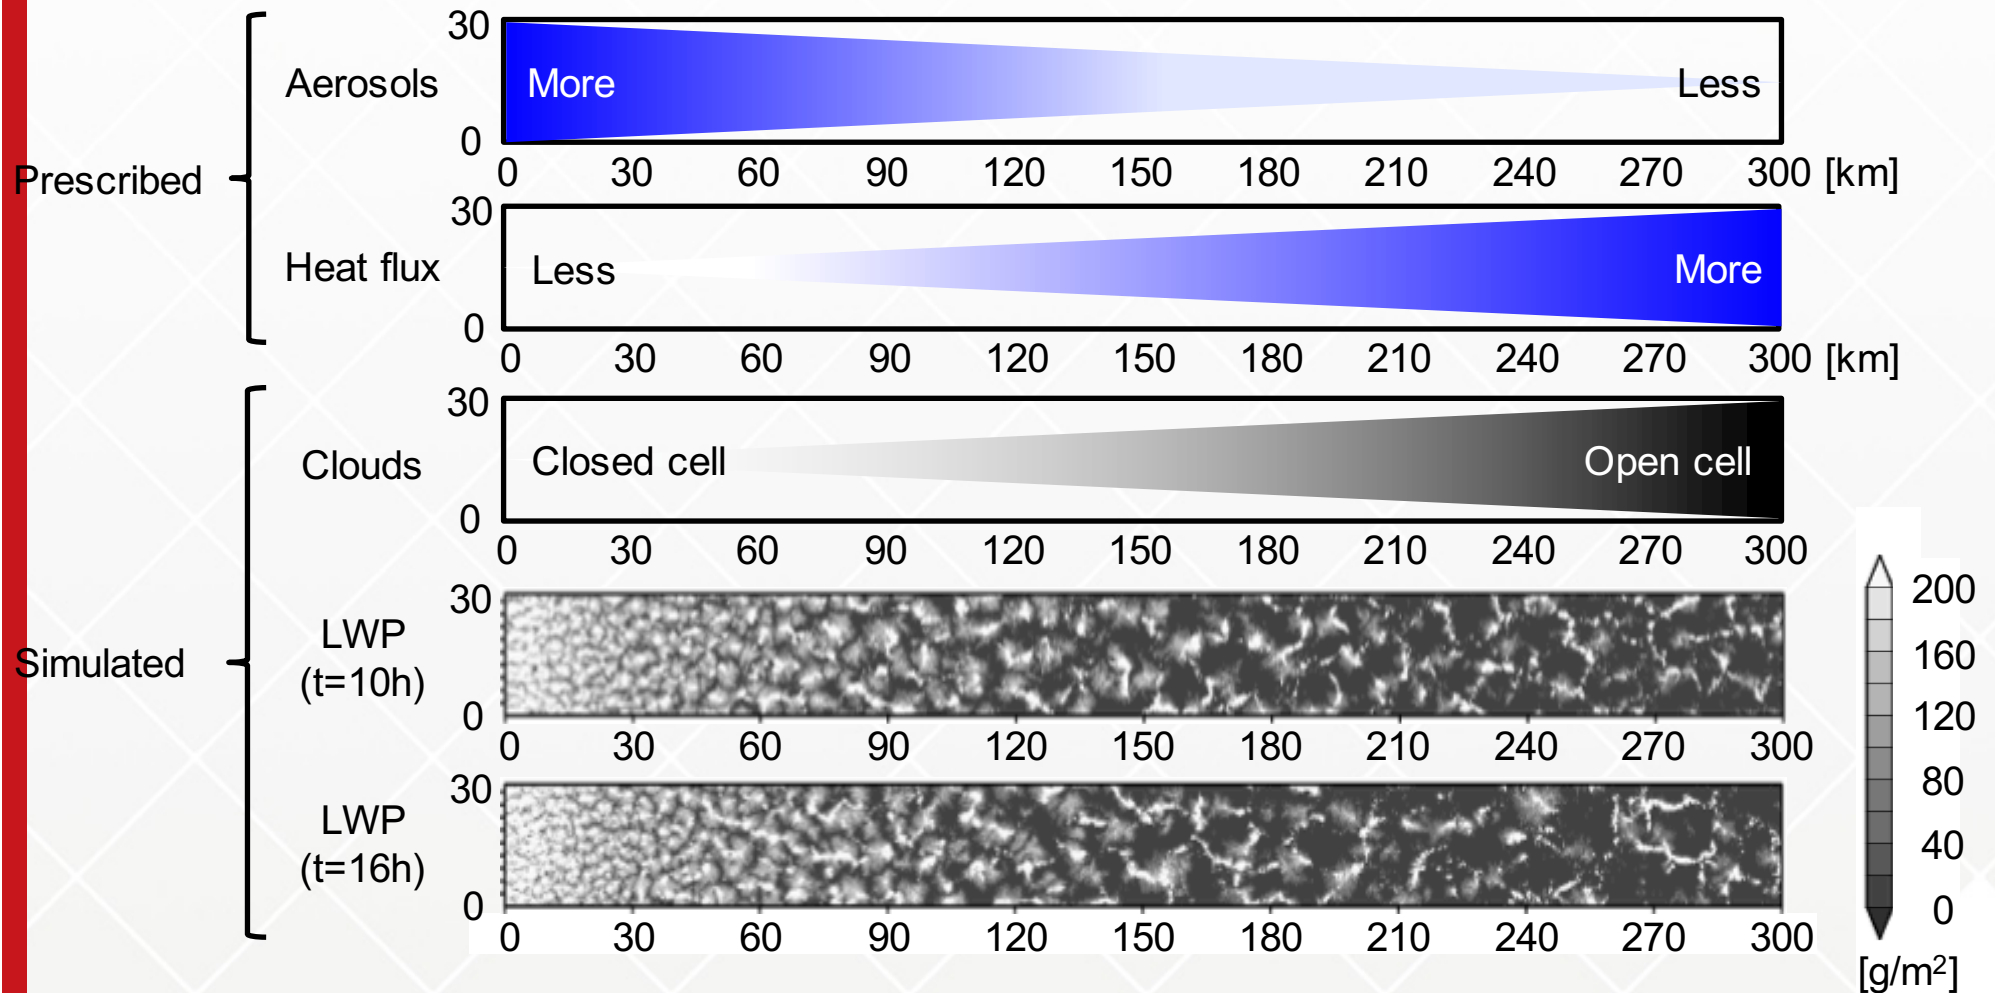 Prescribed
Aerosols
30
0
More
Less
0 30 60 90 120 150 180 210 240 270 300 [km]
Heat flux
30
0
Less
More
0 30 60 90 120 150 180 210 240 270 300 [km]
Simulated
Clouds
30
0
Closed cell
Open cell
0 30 60 90 120 150 180 210 240 270 300
LWP
(t=10h)
30
0
0 30 60 90 120 150 180 210 240 270 300
LWP
(t=16h)
30
0
0 30 60 90 120 150 180 210 240 270 300
200
160
120
80
40
0
[g/m²]